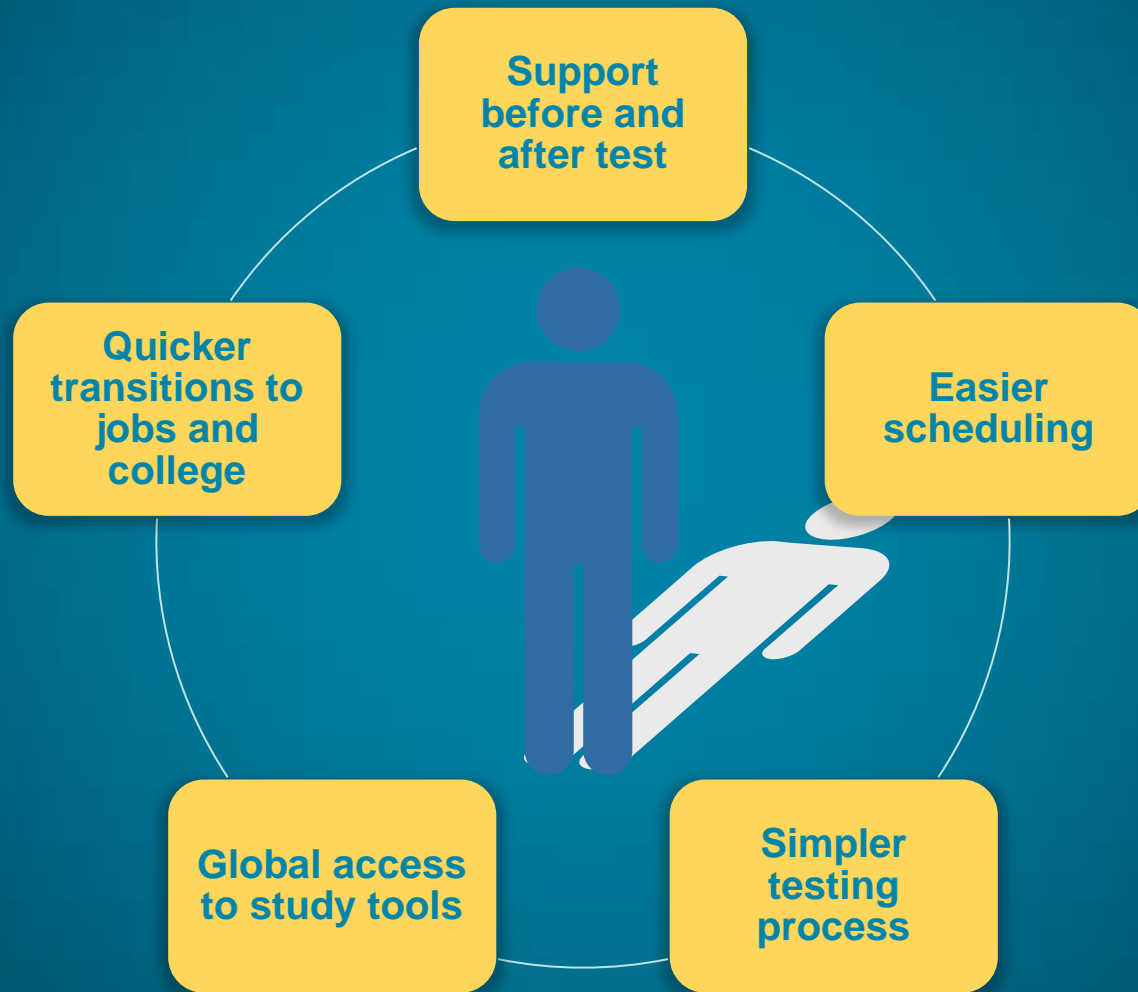 Support
before and
after test
Easier
scheduling
Simpler
testing
process
Global access
to study tools
Quicker
transitions to
jobs and
college